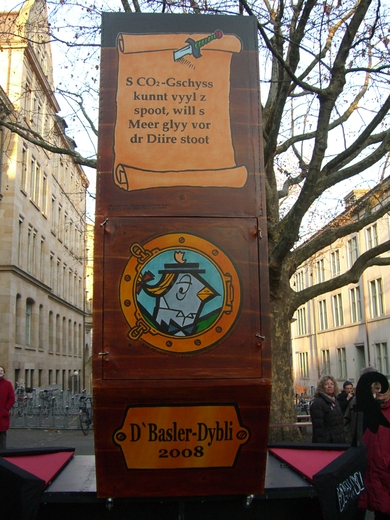 S CO₂-Gschyss
kunnt vyyl z
spoot, will s
Meer glyy vor
dr Diire stoot
D`Basler-Dybli
2008